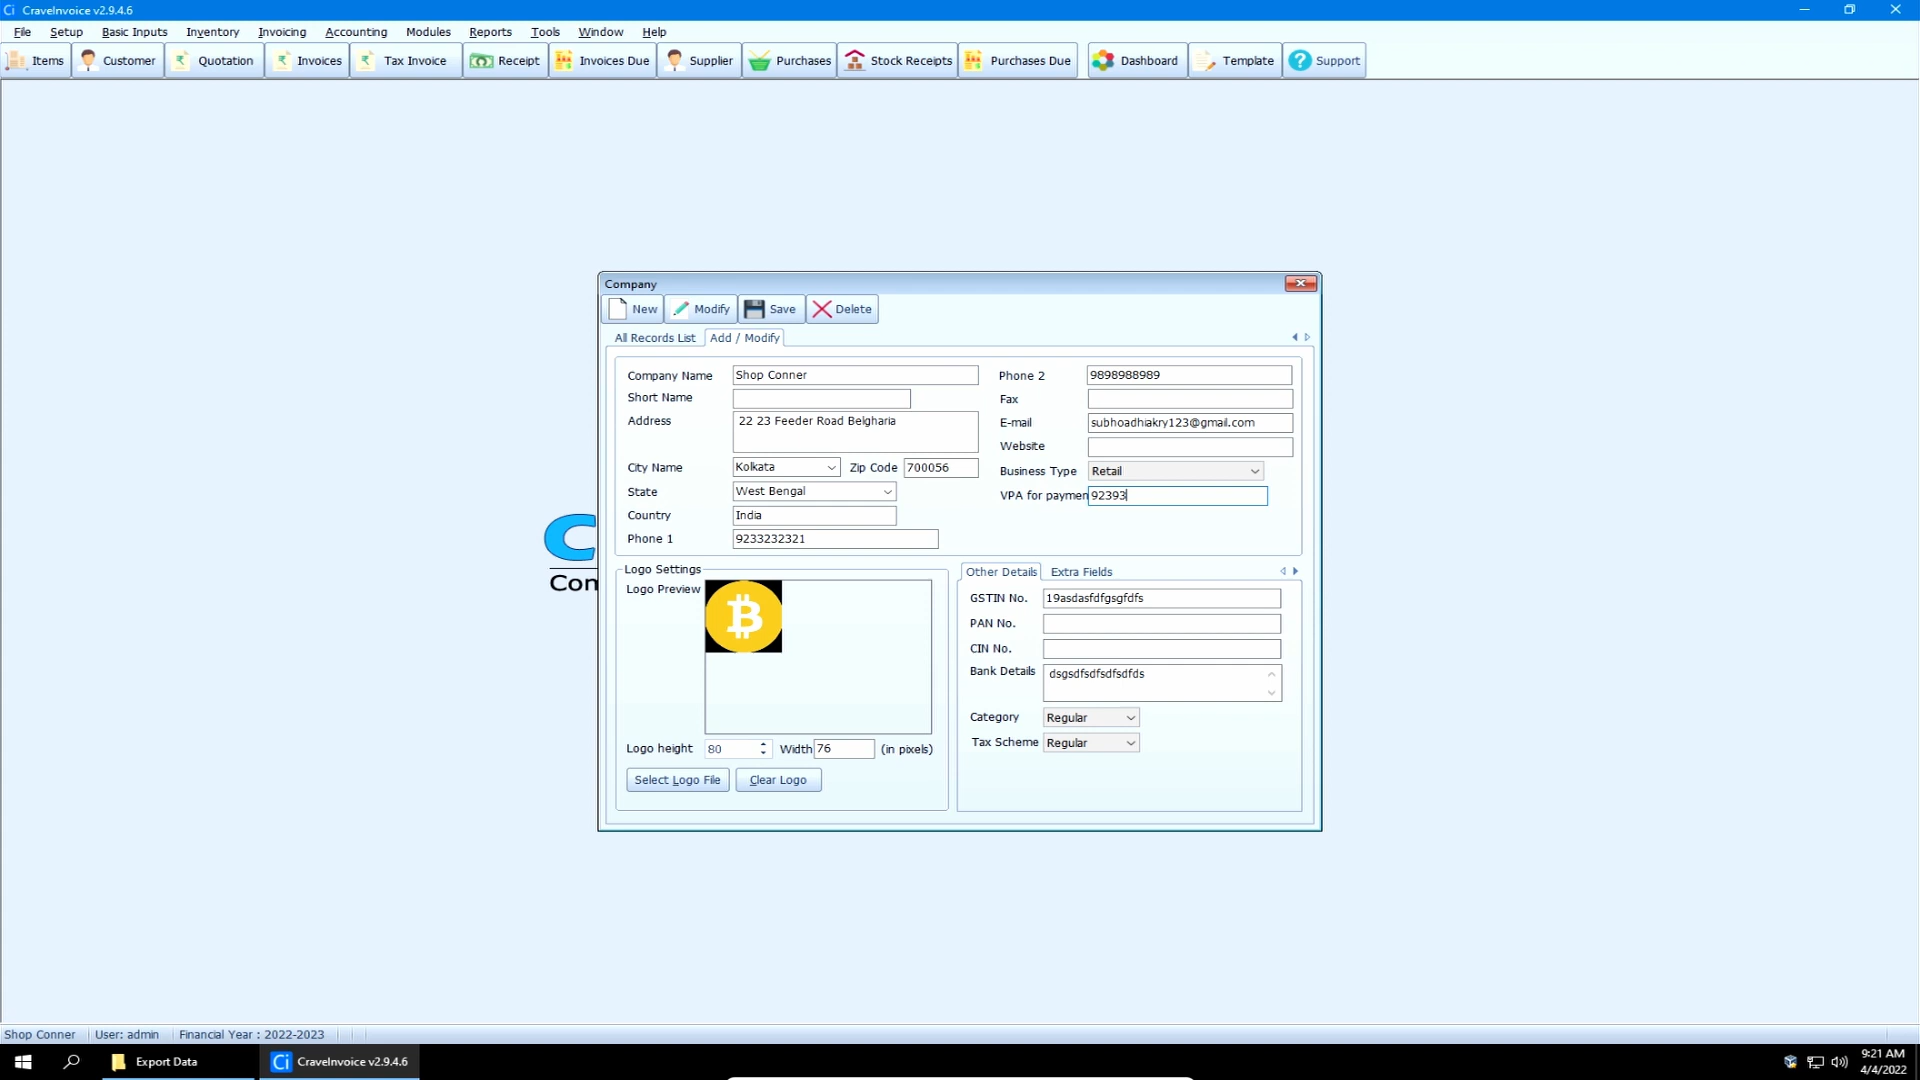 Ci CraveInvoice v2.9.4.6
File Setup Basic Inputs Inventory Invoicing Accounting Modules Reports Tools Window Help
Items Customer Quotation Invoices Tax Invoice Receipt Invoices Due Supplier Purchases Stock Receipts Purchases Due Dashboard Template Support
Company
New Modify Save Delete
All Records List Add / Modify
Company Name Shop Conner
Short Name
Address 22 23 Feeder Road Belgharia
City Name Kolkata Zip Code 700056
State West Bengal
Country India
Phone 1 9233232321
Phone 2 9898988989
Fax
E-mail subhoadhiakry123@gmail.com
Website
Business Type Retail
VPA for paymen 92393
C
Com
Logo Settings
Logo Preview
Logo height 80 Width 76 (in pixels)
Select Logo File Clear Logo
Other Details Extra Fields
GSTIN No. 19asdasfdfgsgfdfs
PAN No.
CIN No.
Bank Details dsgsdfsdfsdfsdfds
Category Regular
Tax Scheme Regular
Shop Conner User: admin Financial Year : 2022-2023
Export Data Ci CraveInvoice v2.9.4.6 9:21 AM
4/4/2022